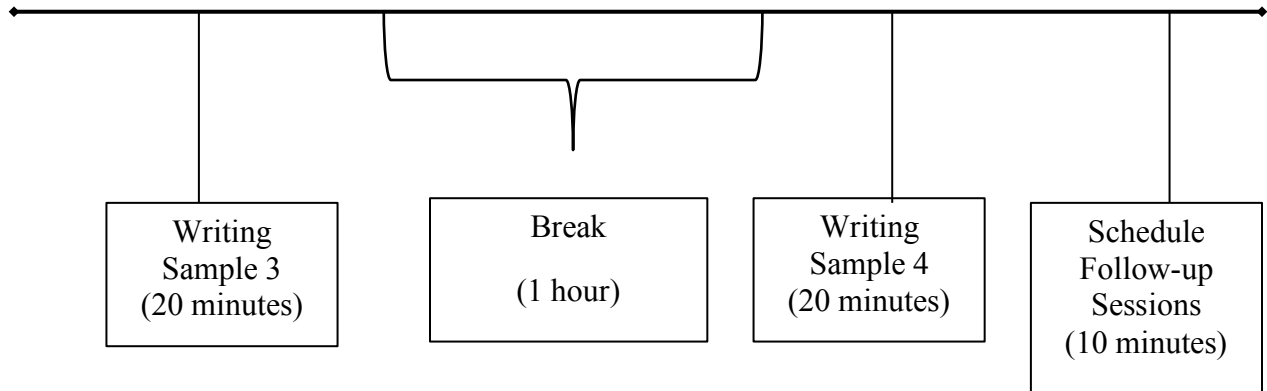 Writing
Sample 3
(20 minutes)
Break
(1 hour)
Writing
Sample 4
(20 minutes)
Schedule
Follow-up
Sessions
(10 minutes)